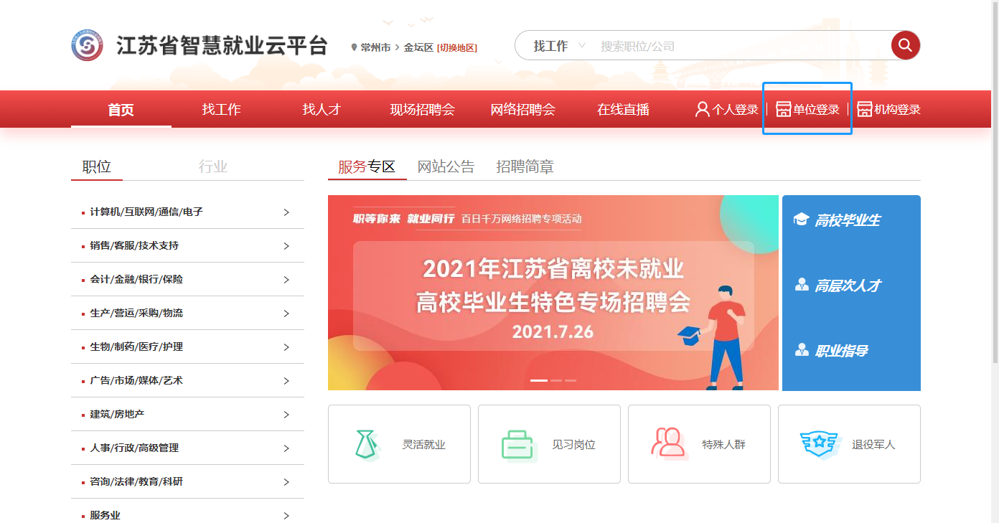 江苏省智慧就业云平台
常州市 > 金坛区 [切换地区]
找工作 搜索职位/公司
首页 找工作 找人才 现场招聘会 网络招聘会 在线直播 个人登录 | 单位登录 | 机构登录
职位 行业
计算机/互联网/通信/电子
销售/客服/技术支持
会计/金融/银行/保险
生产/营运/采购/物流
生物/制药/医疗/护理
广告/市场/媒体/艺术
建筑/房地产
人事/行政/高级管理
咨询/法律/教育/科研
服务业
服务专区 网站公告 招聘简章
职等你来 就业同行 百日千万网络招聘专项活动
2021年江苏省离校未就业
高校毕业生特色专场招聘会
2021.7.26
高校毕业生
高层次人才
职业指导
灵活就业 见习岗位 特殊人群 退役军人